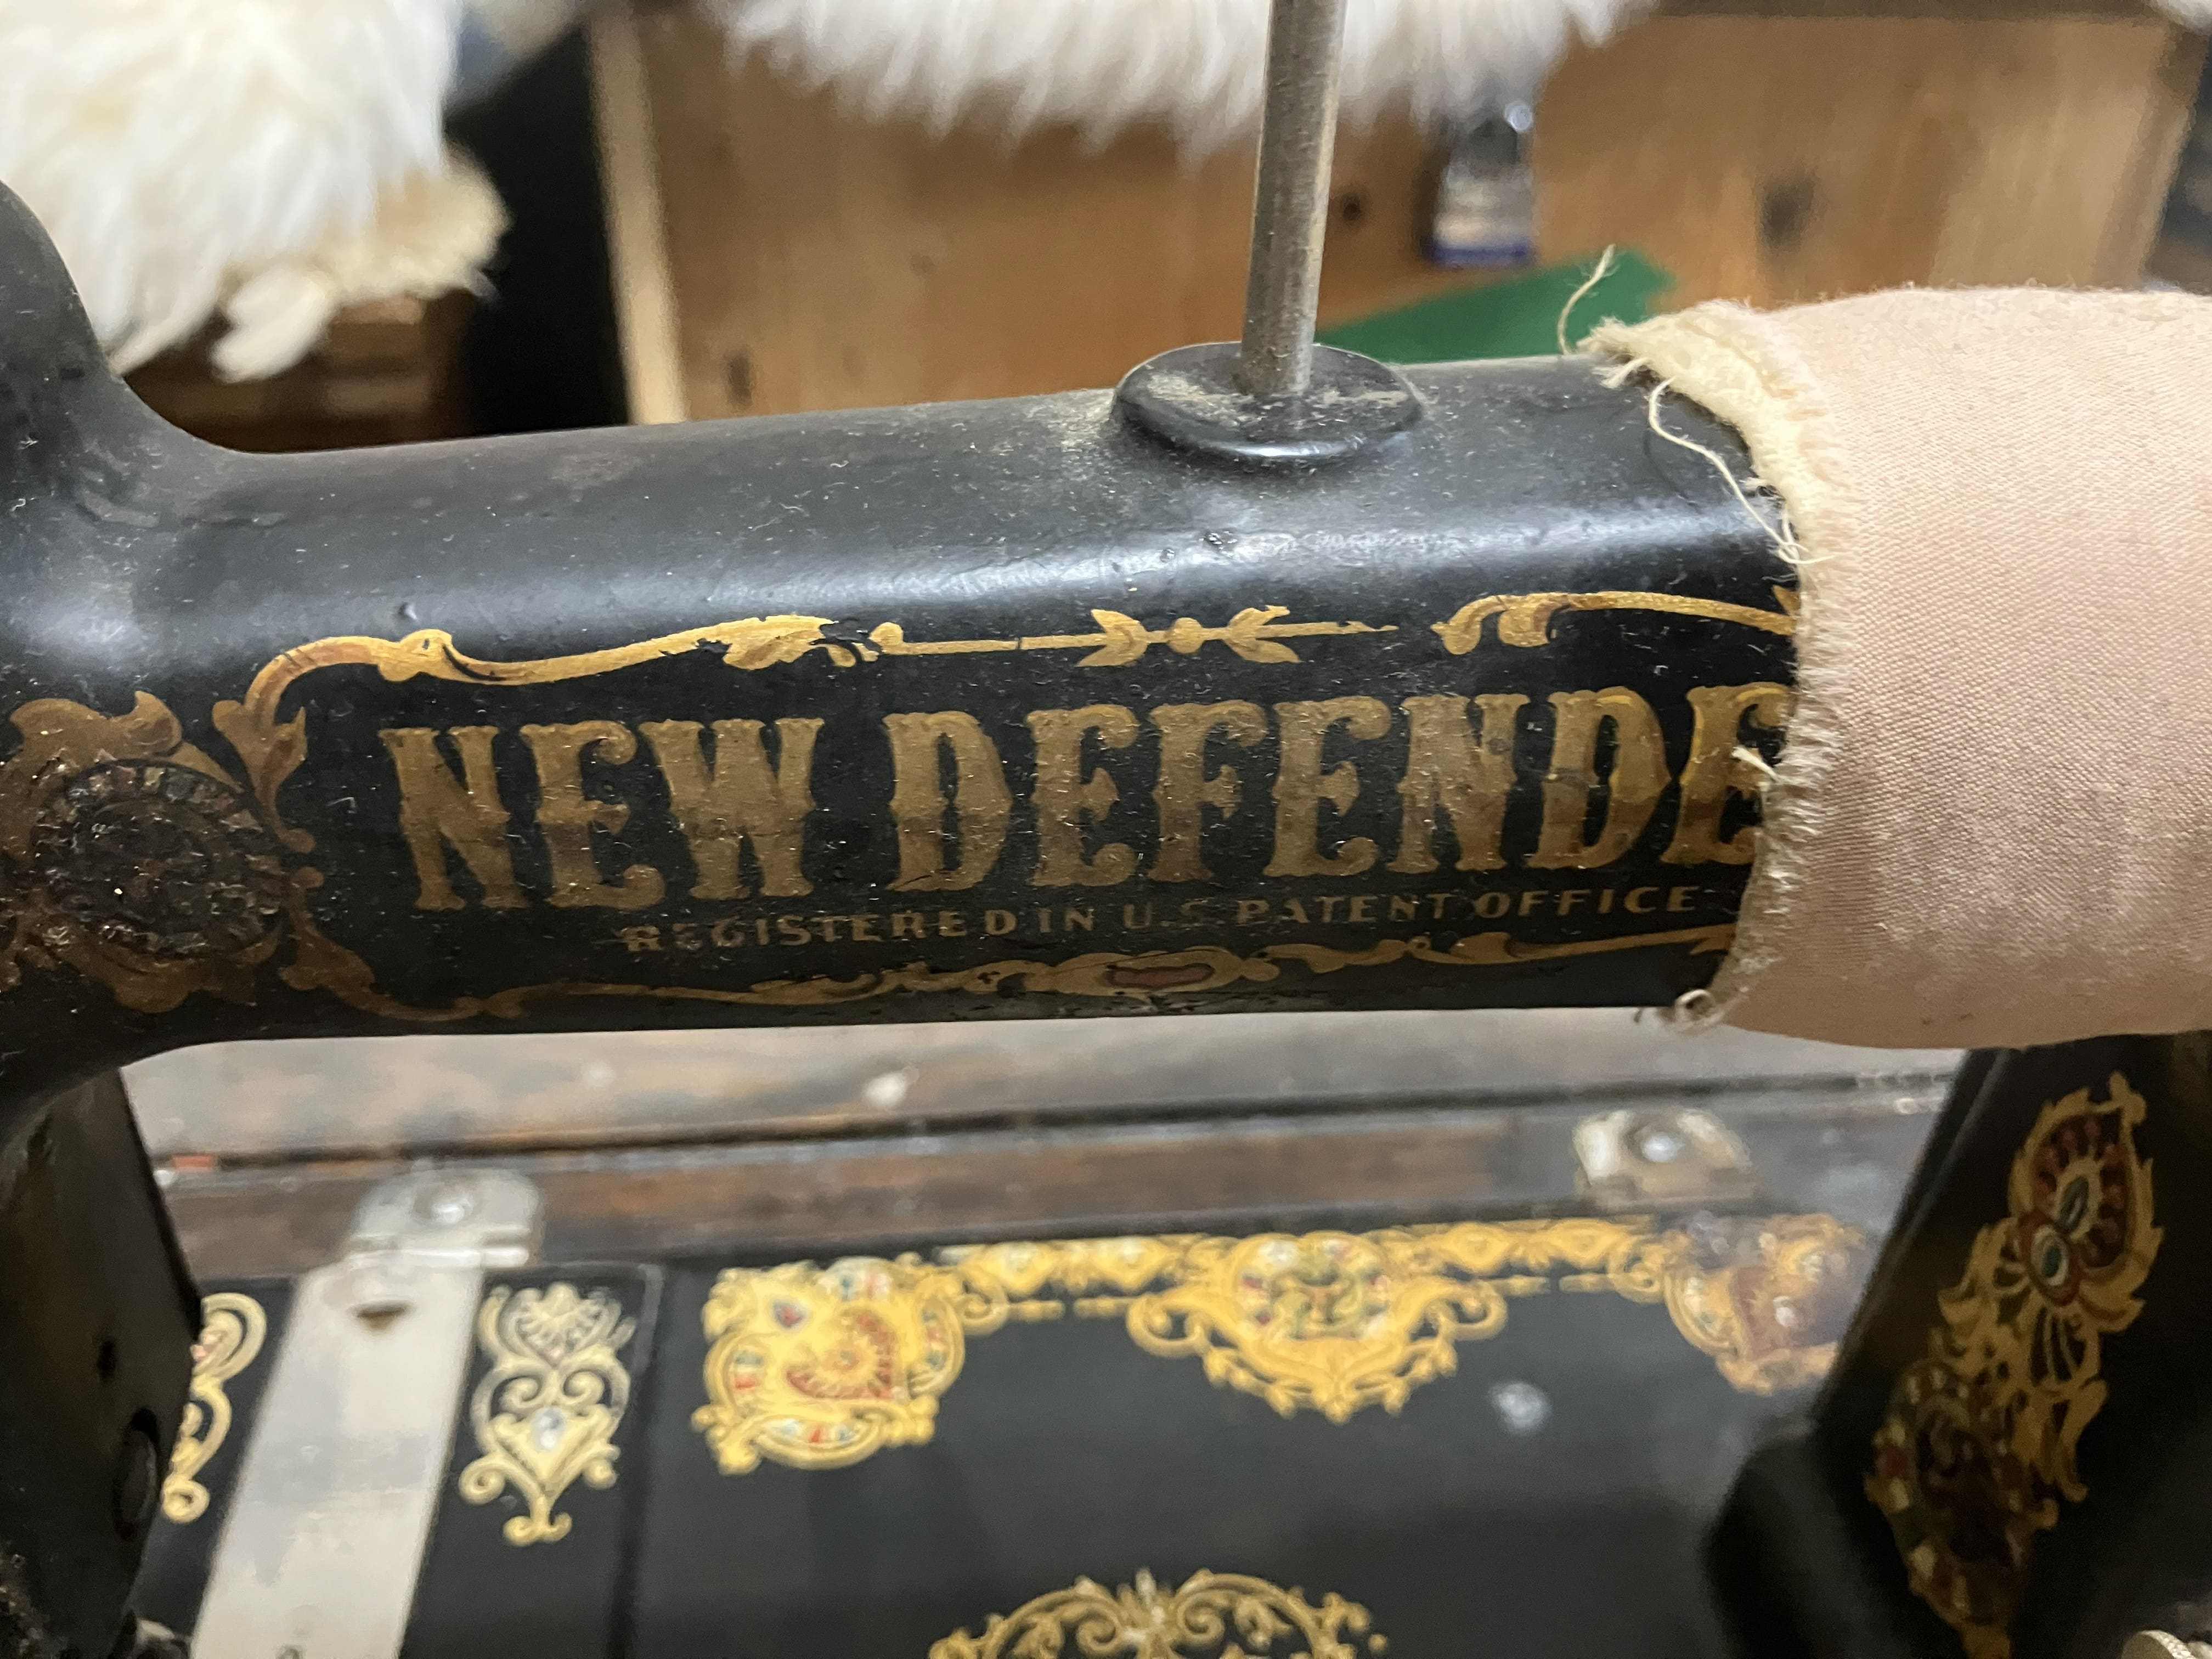 NEW DEFENDE
REGISTERED IN U.S. PATENT OFFICE